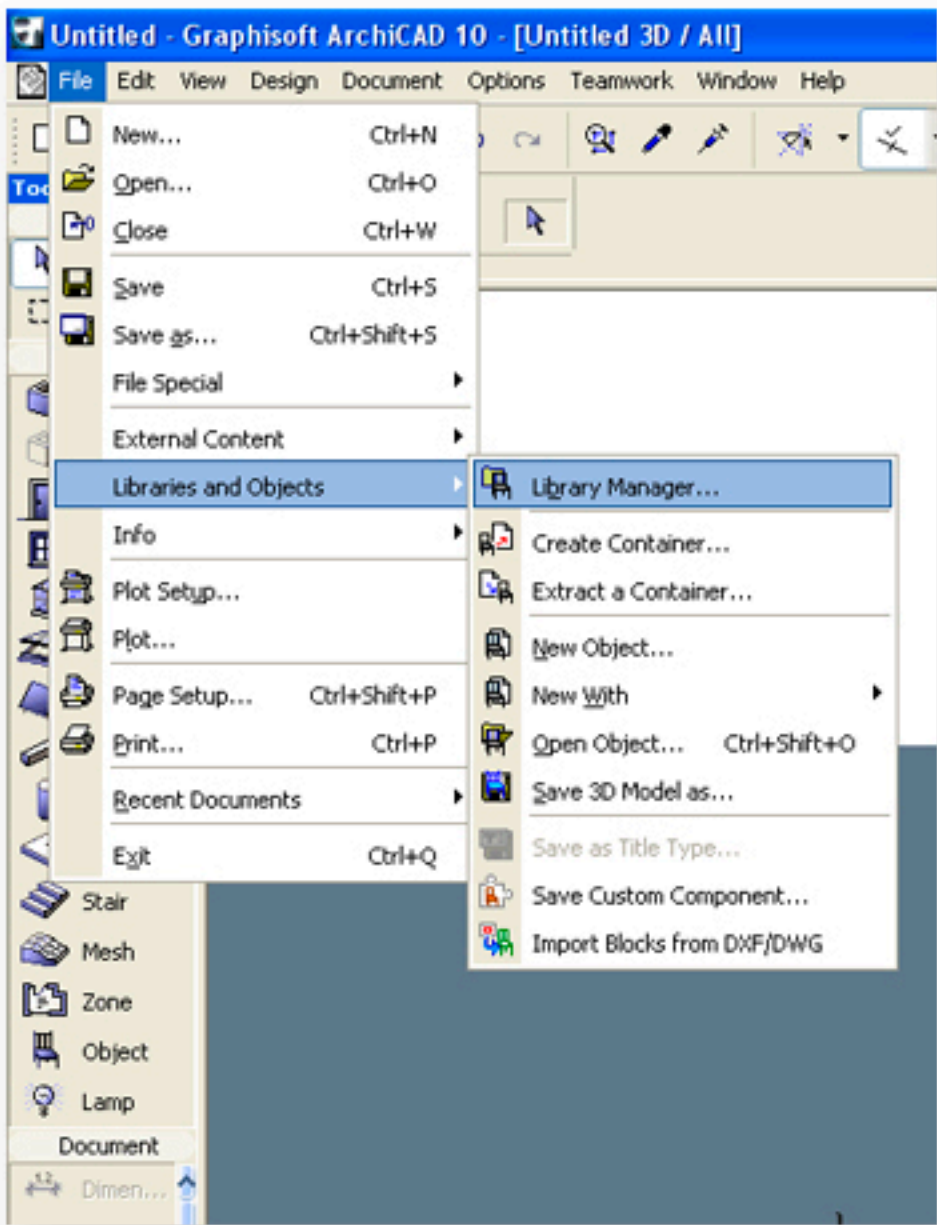 Untitled - Graphisoft ArchiCAD 10 - [Untitled 3D / All]
File Edit View Design Document Options Teamwork Window Help
New... Ctrl+N
Open... Ctrl+O
Close Ctrl+W
Save Ctrl+S
Save as... Ctrl+Shift+S
File Special
External Content
Libraries and Objects
Info
Plot Setup...
Plot...
Page Setup... Ctrl+Shift+P
Print... Ctrl+P
Recent Documents
Exit Ctrl+Q
Library Manager...
Create Container...
Extract a Container...
New Object...
New With
Open Object... Ctrl+Shift+O
Save 3D Model as...
Save as Title Type...
Save Custom Component...
Import Blocks from DXF/DWG
Stair
Mesh
Zone
Object
Lamp
Document
Dimen...